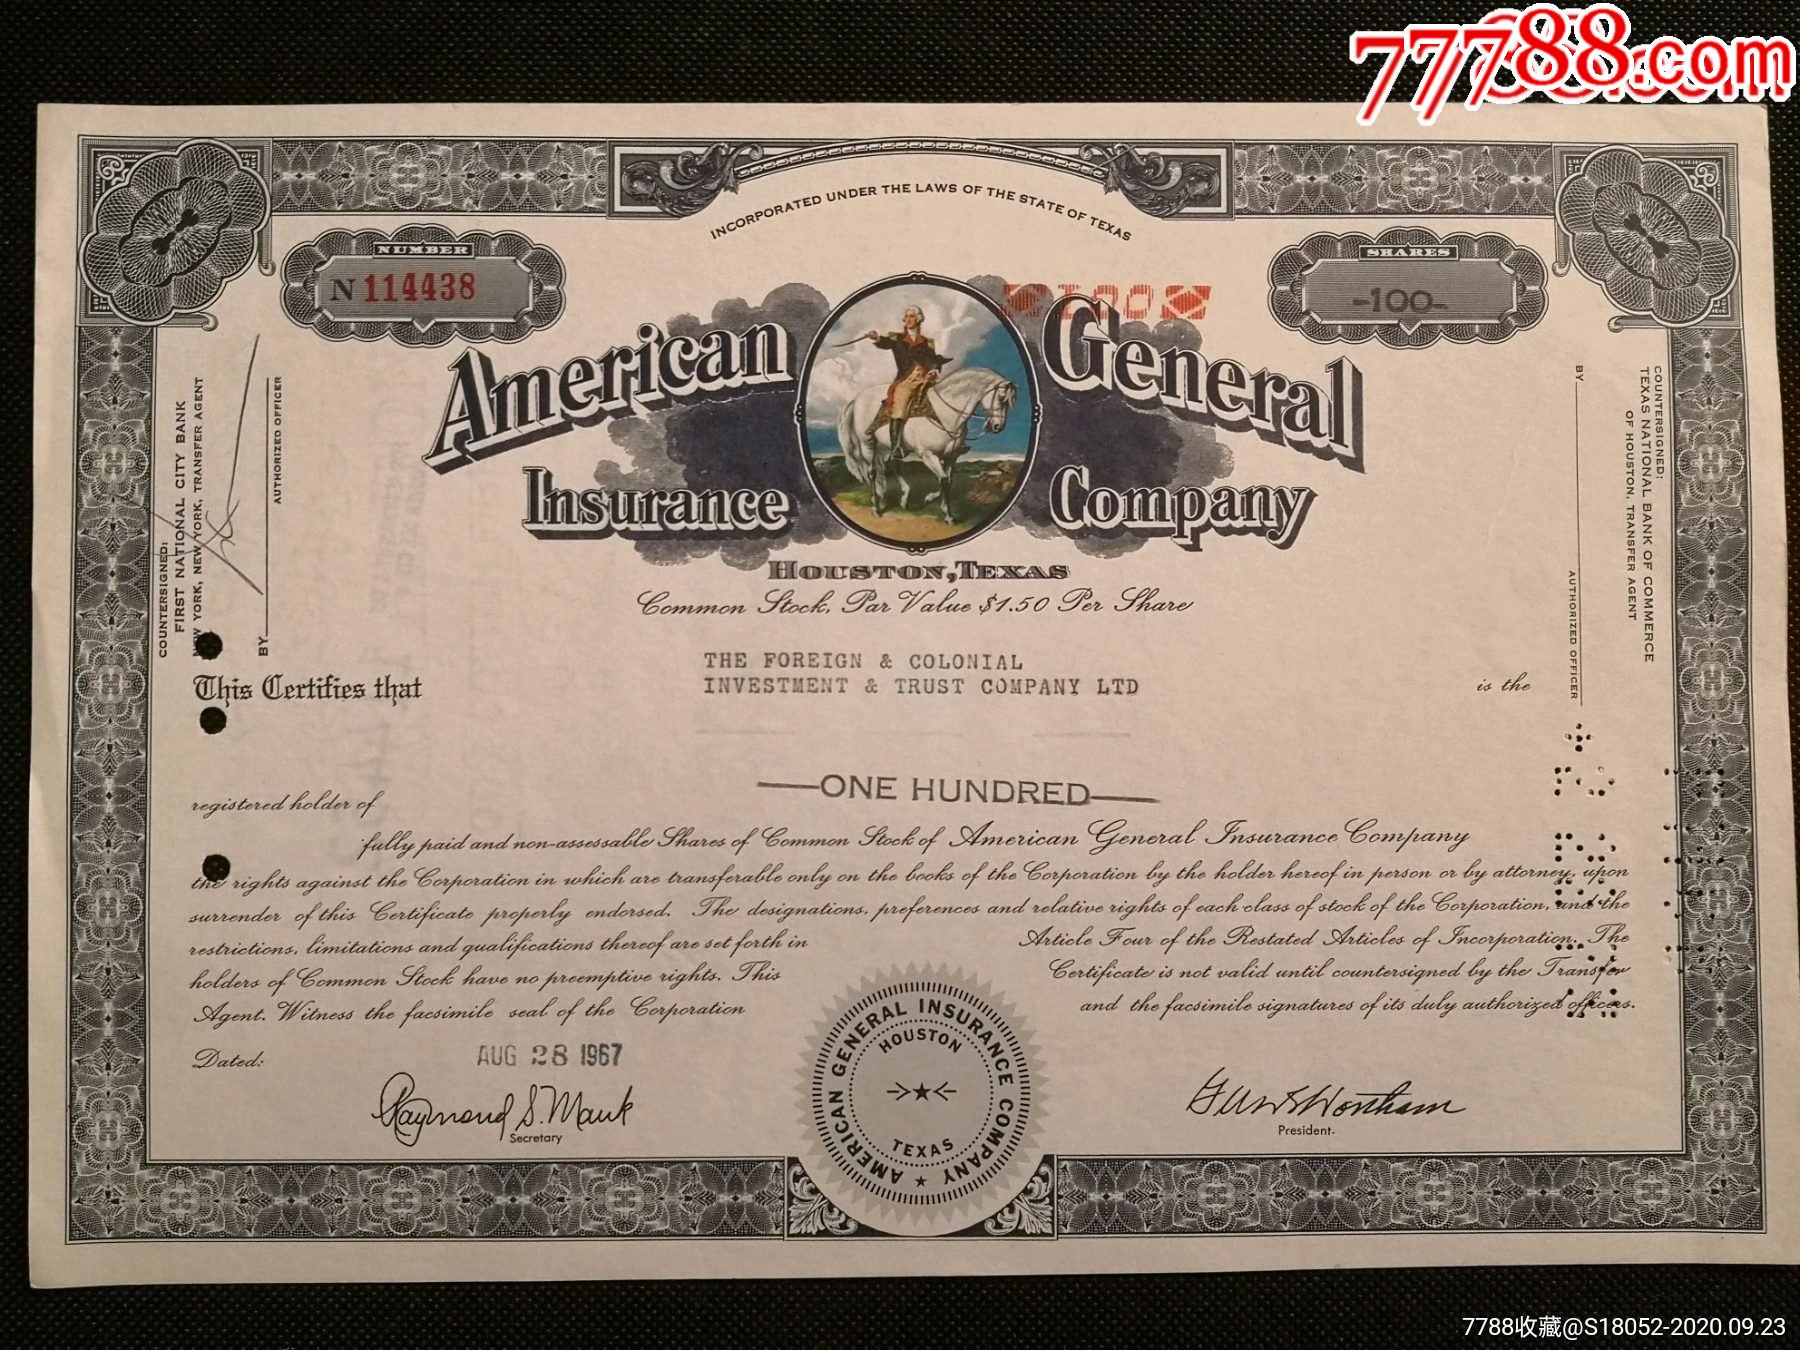 77788.com
INCORPORATED UNDER THE LAWS OF THE STATE OF TEXAS
NUMBER
N 114438
SHARES
-100-
100
American General
Insurance Company
HOUSTON, TEXAS
Common Stock, Par Value $1.50 Per Share
COUNTERSIGNED:
FIRST NATIONAL CITY BANK
NEW YORK, NEW YORK, TRANSFER AGENT
BY
AUTHORIZED OFFICER
COUNTERSIGNED:
TEXAS NATIONAL BANK OF COMMERCE
OF HOUSTON, TRANSFER AGENT
BY
AUTHORIZED OFFICER
THE FOREIGN & COLONIAL
INVESTMENT & TRUST COMPANY LTD
This Certifies that
is the
ONE HUNDRED
registered holder of
fully paid and non-assessable Shares of Common Stock of American General Insurance Company
the rights against the Corporation in which are transferable only on the books of the Corporation by the holder hereof in person or by attorney, upon
surrender of this Certificate properly endorsed. The designations, preferences and relative rights of each class of stock of the Corporation, and the
restrictions, limitations and qualifications thereof are set forth in Article Four of the Restated Articles of Incorporation. The
holders of Common Stock have no preemptive rights. This Certificate is not valid until countersigned by the Transfer
Agent. Witness the facsimile seal of the Corporation and the facsimile signatures of its duly authorized officers.
Dated: AUG 28 1967
Raymond S. Mauk
Secretary
Gus S Wortham
President.
AMERICAN GENERAL INSURANCE COMPANY
HOUSTON
TEXAS
7788收藏@S18052-2020.09.23